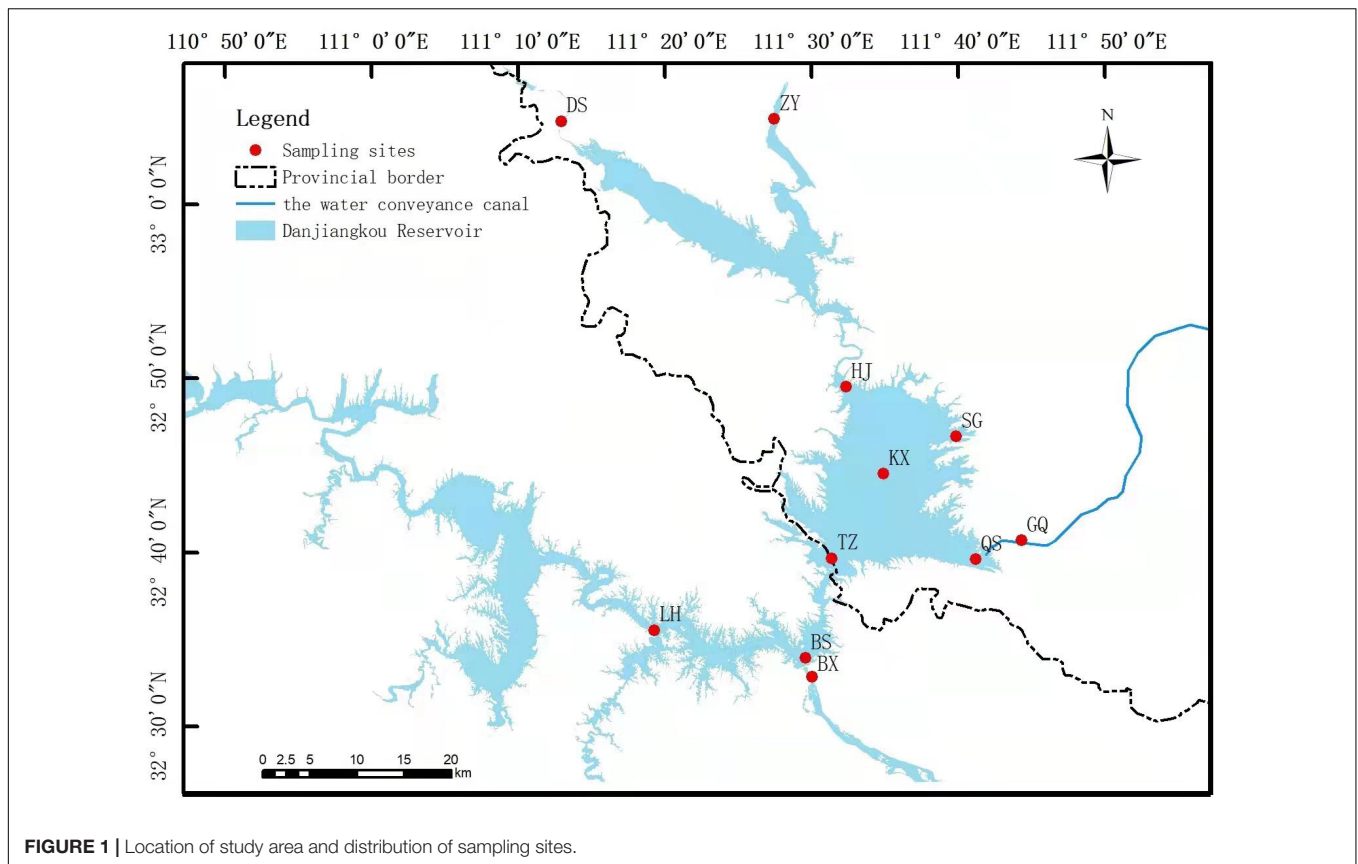 110° 50′ 0″E 111° 0′ 0″E 111° 10′ 0″E 111° 20′ 0″E 111° 30′ 0″E 111° 40′ 0″E 111° 50′ 0″E
DS
ZY
N
Legend
Sampling sites
Provincial border
the water conveyance canal
Danjiangkou Reservoir
33° 0′ 0″N
32° 50′ 0″N
HJ
SG
KX
32° 40′ 0″N
TZ
QS
GQ
LH
BS
BX
32° 30′ 0″N
0 2.5 5 10 15 20
km
FIGURE 1 | Location of study area and distribution of sampling sites.